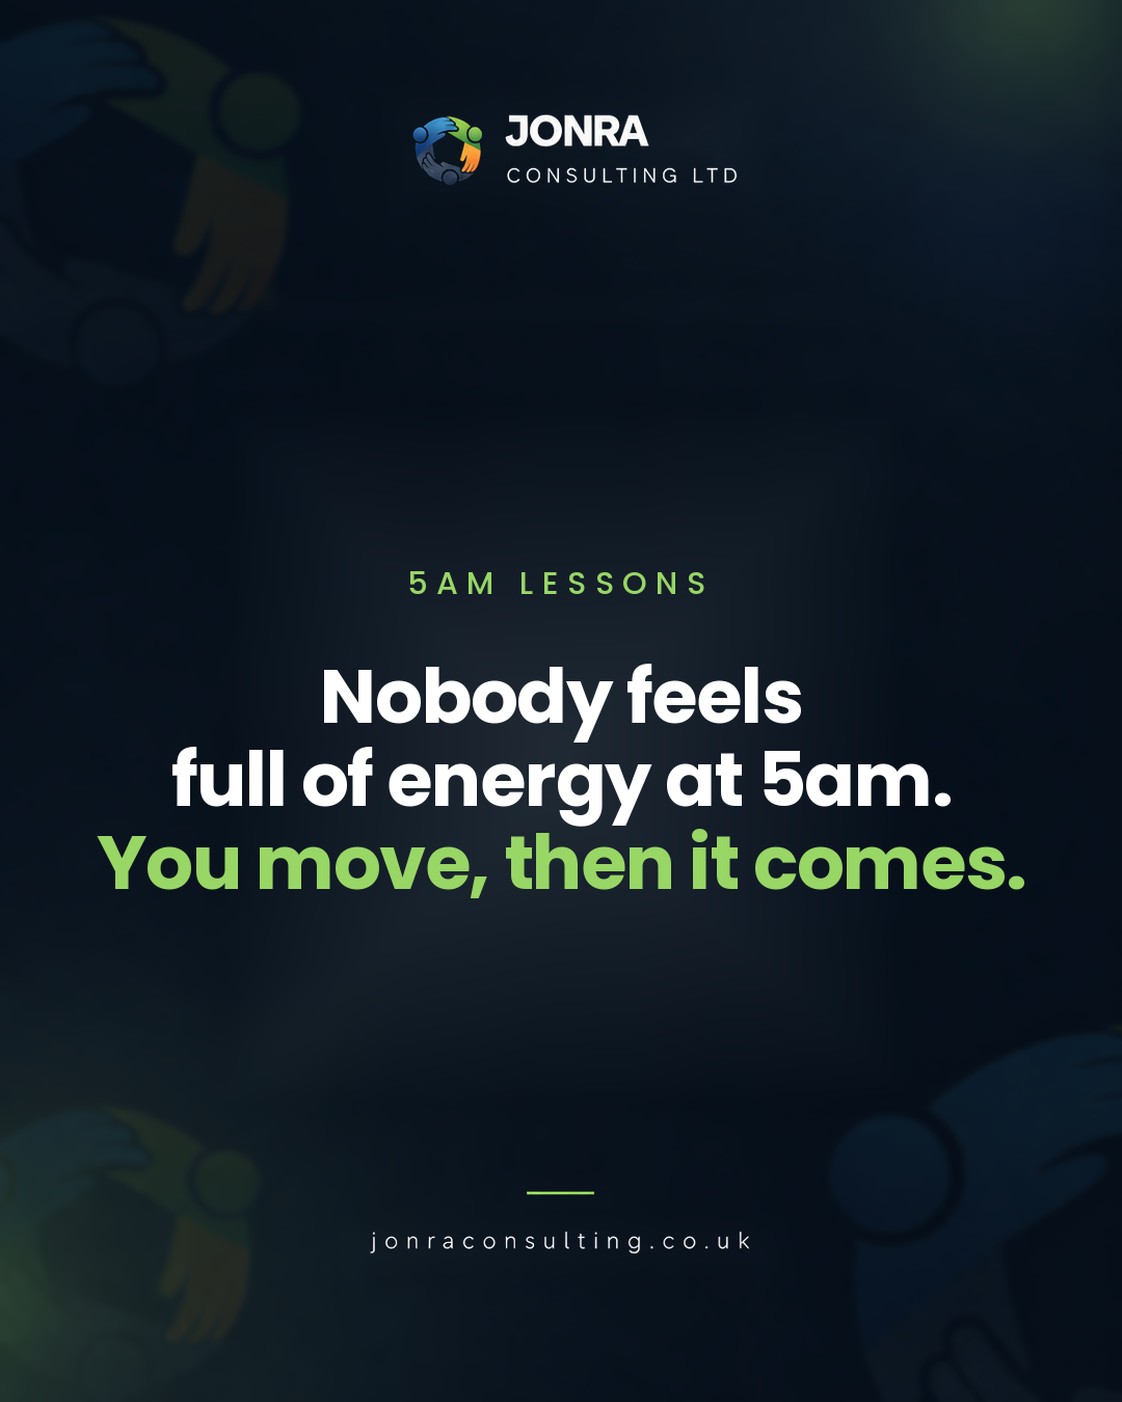 JONRA
CONSULTING LTD
5AM LESSONS
Nobody feels
full of energy at 5am.
You move, then it comes.
jonraconsulting.co.uk